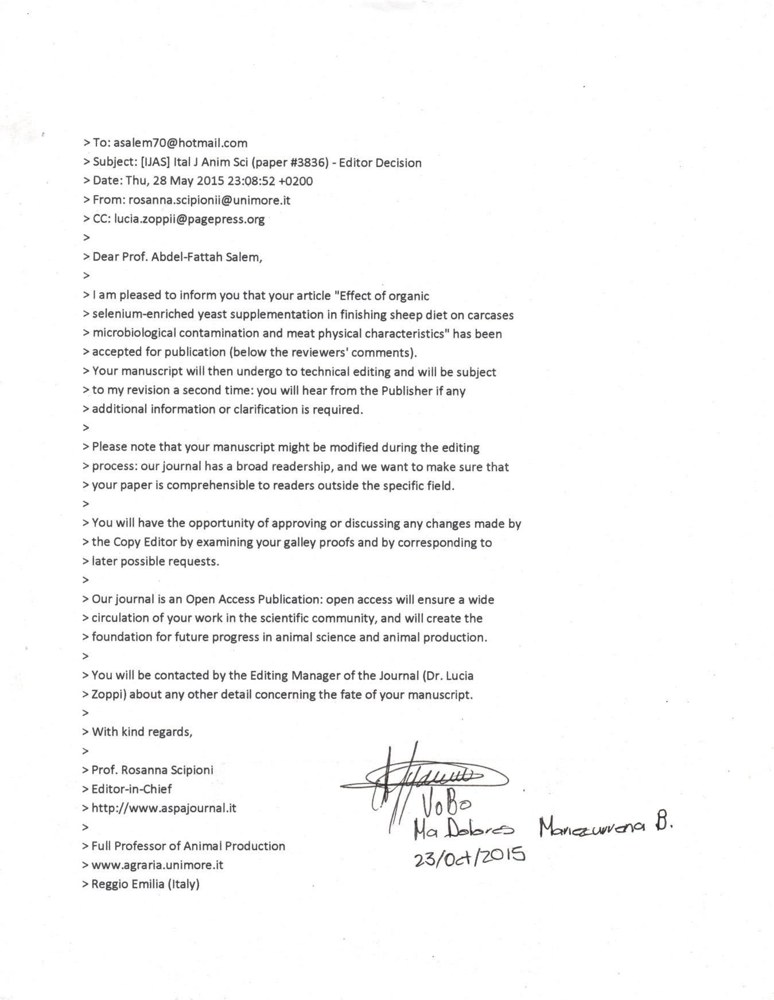 > To: asalem70@hotmail.com
> Subject: [IJAS] Ital J Anim Sci (paper #3836) - Editor Decision
> Date: Thu, 28 May 2015 23:08:52 +0200
> From: rosanna.scipionii@unimore.it
> CC: lucia.zoppii@pagepress.org
>
> Dear Prof. Abdel-Fattah Salem,
>
> I am pleased to inform you that your article "Effect of organic
> selenium-enriched yeast supplementation in finishing sheep diet on carcases
> microbiological contamination and meat physical characteristics" has been
> accepted for publication (below the reviewers' comments).
> Your manuscript will then undergo to technical editing and will be subject
> to my revision a second time: you will hear from the Publisher if any
> additional information or clarification is required.
>
> Please note that your manuscript might be modified during the editing
> process: our journal has a broad readership, and we want to make sure that
> your paper is comprehensible to readers outside the specific field.
>
> You will have the opportunity of approving or discussing any changes made by
> the Copy Editor by examining your galley proofs and by corresponding to
> later possible requests.
>
> Our journal is an Open Access Publication: open access will ensure a wide
> circulation of your work in the scientific community, and will create the
> foundation for future progress in animal science and animal production.
>
> You will be contacted by the Editing Manager of the Journal (Dr. Lucia
> Zoppi) about any other detail concerning the fate of your manuscript.
>
> With kind regards,
>
> Prof. Rosanna Scipioni
> Editor-in-Chief
> http://www.aspajournal.it
>
> Full Professor of Animal Production
> www.agraria.unimore.it
> Reggio Emilia (Italy)
VoBo
Ma Dolores B.
23/Oct/2015